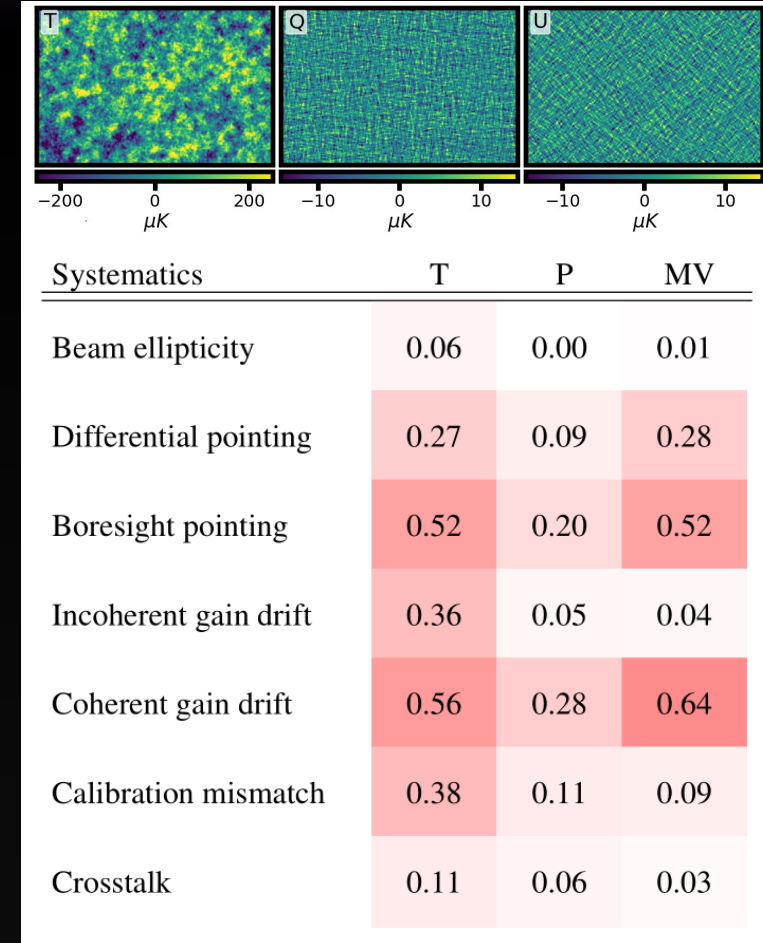 T Q U
−200 0 200 −10 0 10 −10 0 10
μK μK μK
Systematics T P MV
Beam ellipticity 0.06 0.00 0.01
Differential pointing 0.27 0.09 0.28
Boresight pointing 0.52 0.20 0.52
Incoherent gain drift 0.36 0.05 0.04
Coherent gain drift 0.56 0.28 0.64
Calibration mismatch 0.38 0.11 0.09
Crosstalk 0.11 0.06 0.03